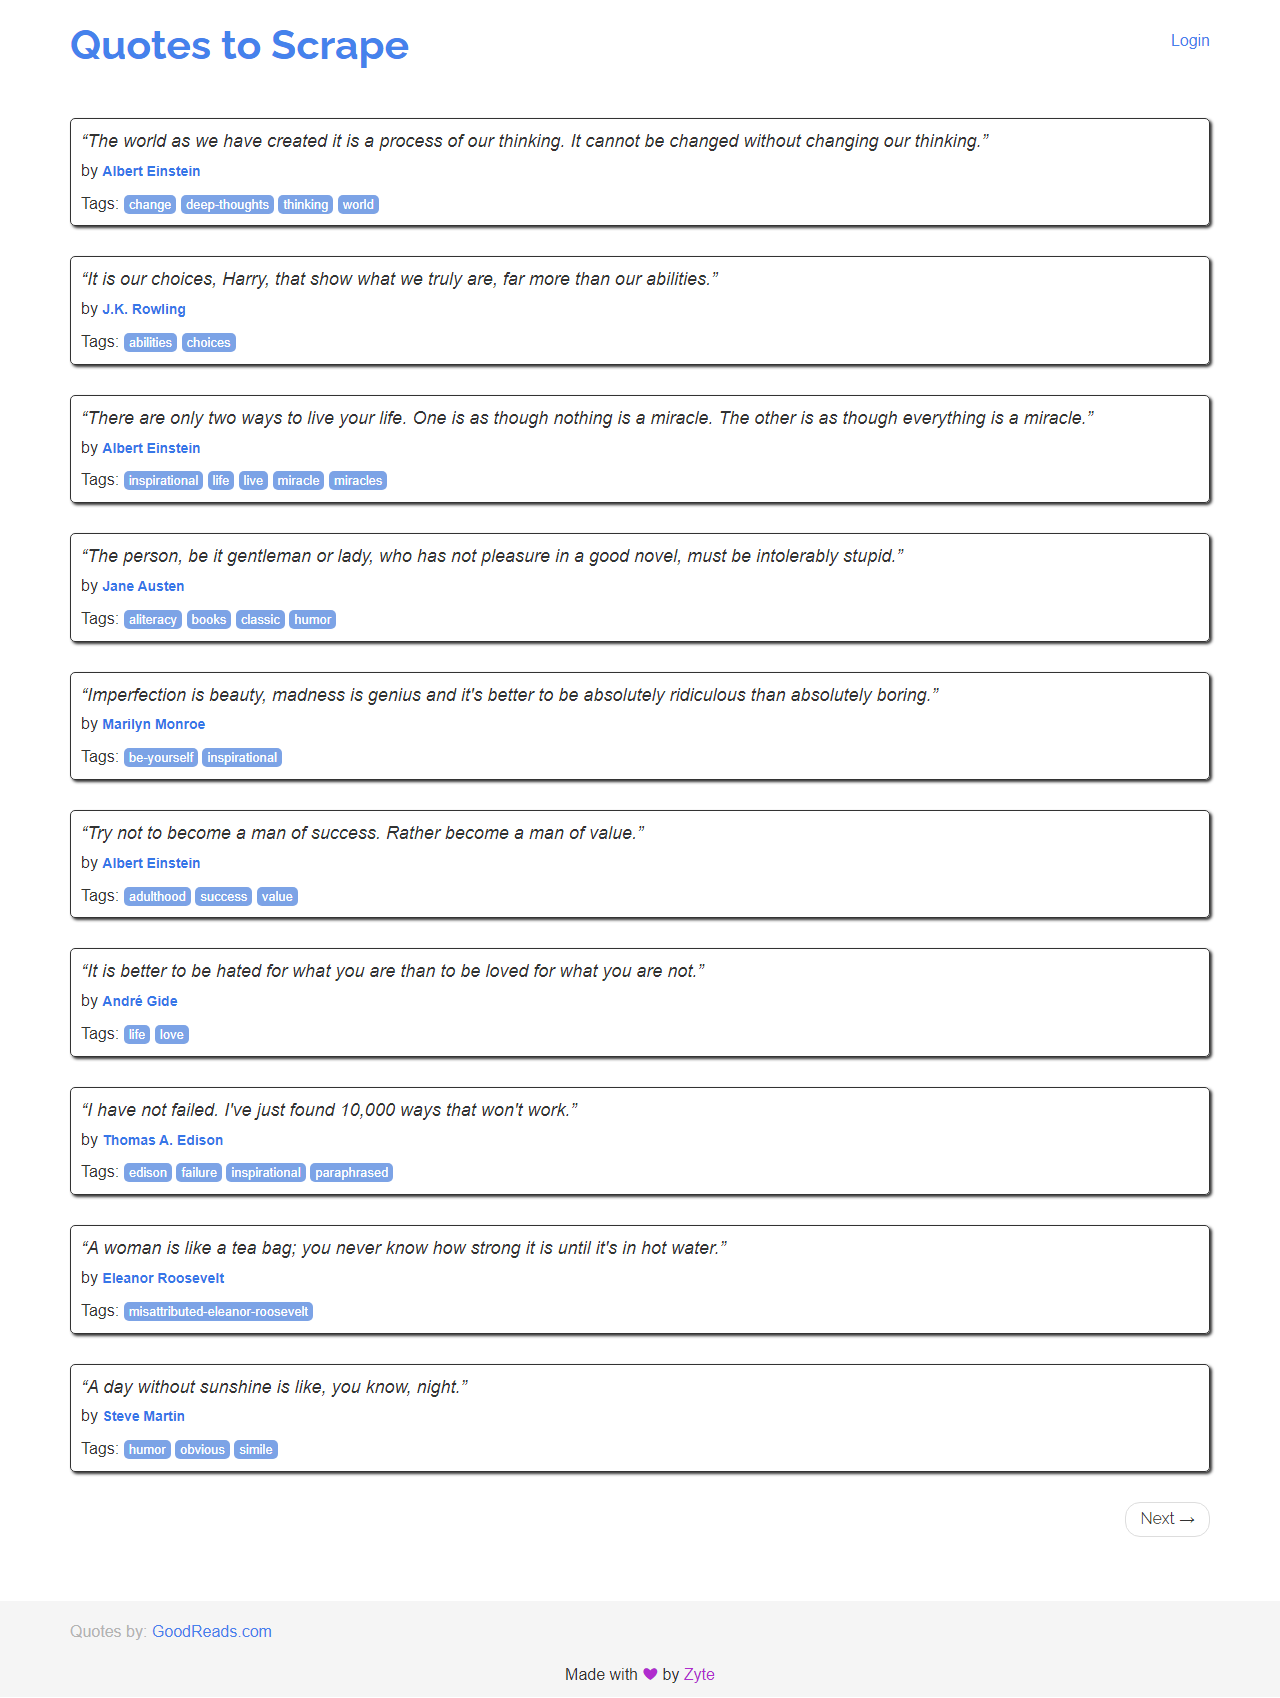 Quotes to Scrape
Login
“The world as we have created it is a process of our thinking. It cannot be changed without changing our thinking.”
by Albert Einstein
Tags: change deep-thoughts thinking world
“It is our choices, Harry, that show what we truly are, far more than our abilities.”
by J.K. Rowling
Tags: abilities choices
“There are only two ways to live your life. One is as though nothing is a miracle. The other is as though everything is a miracle.”
by Albert Einstein
Tags: inspirational life live miracle miracles
“The person, be it gentleman or lady, who has not pleasure in a good novel, must be intolerably stupid.”
by Jane Austen
Tags: aliteracy books classic humor
“Imperfection is beauty, madness is genius and it's better to be absolutely ridiculous than absolutely boring.”
by Marilyn Monroe
Tags: be-yourself inspirational
“Try not to become a man of success. Rather become a man of value.”
by Albert Einstein
Tags: adulthood success value
“It is better to be hated for what you are than to be loved for what you are not.”
by André Gide
Tags: life love
“I have not failed. I've just found 10,000 ways that won't work.”
by Thomas A. Edison
Tags: edison failure inspirational paraphrased
“A woman is like a tea bag; you never know how strong it is until it's in hot water.”
by Eleanor Roosevelt
Tags: misattributed-eleanor-roosevelt
“A day without sunshine is like, you know, night.”
by Steve Martin
Tags: humor obvious simile
Next →
Quotes by: GoodReads.com
Made with ❤ by Zyte